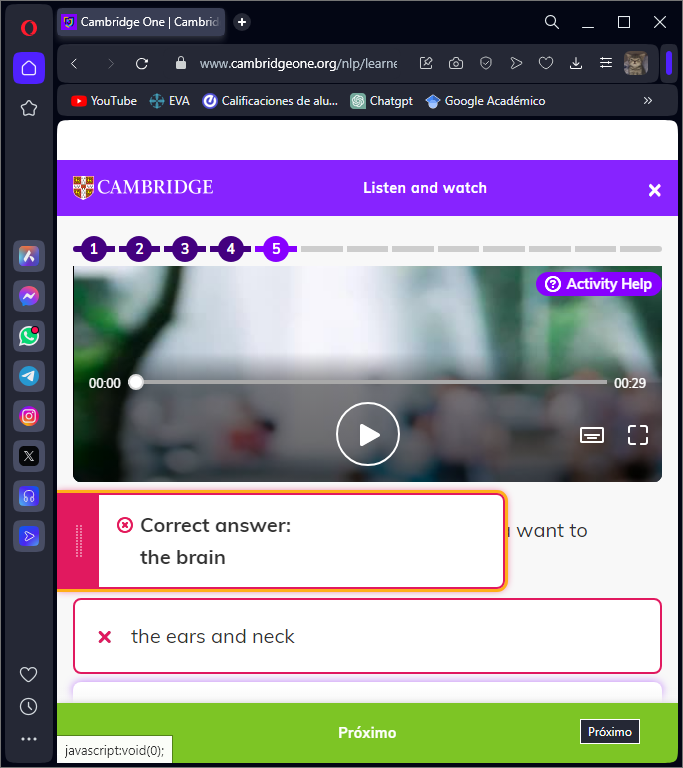 Cambridge One | Cambrid
www.cambridgeone.org/nlp/learne
YouTube
EVA
Calificaciones de alu...
Chatgpt
Google Académico
»
CAMBRIDGE
Listen and watch
1 2 3 4 5
Activity Help
00:00
00:29
Correct answer:
the brain
want to
the ears and neck
Próximo
Próximo
javascript:void(0);